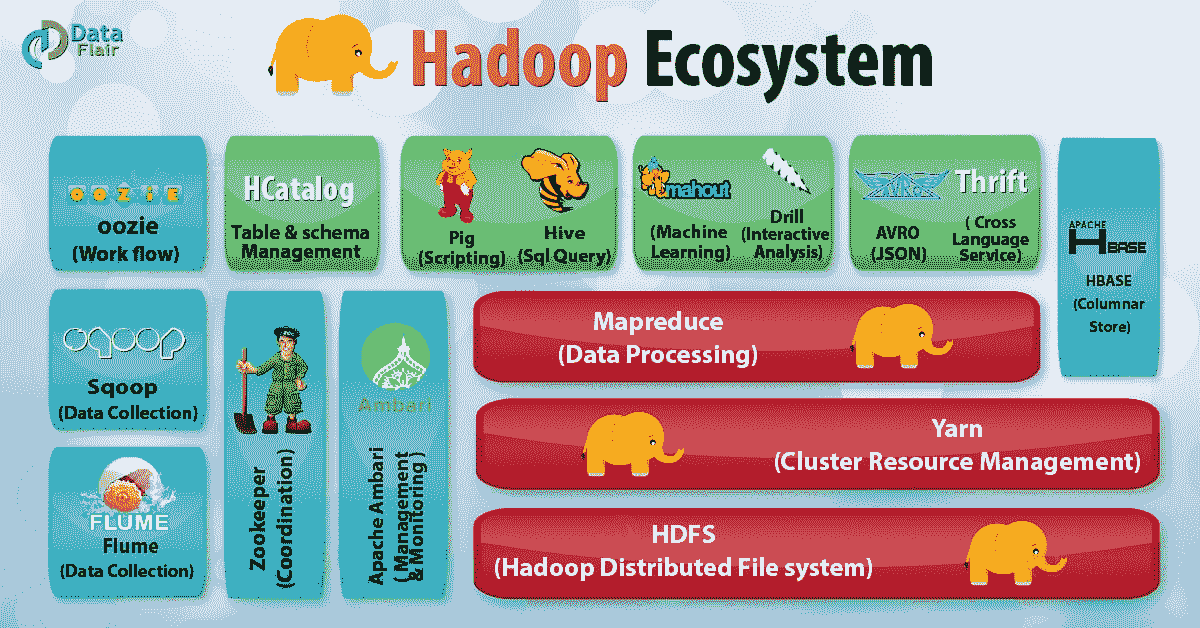 Data
Flair
Hadoop Ecosystem
OOZIE
oozie
(Work flow)
HCatalog
Table & schema
Management
Pig
(Scripting)
Hive
(Sql Query)
mahout
(Machine
Learning)
Drill
(Interactive
Analysis)
AVRO
AVRO
(JSON)
Thrift
( Cross
Language
Service)
APACHE
HBASE
HBASE
(Columnar
Store)
sqoop
Sqoop
(Data Collection)
FLUME
Flume
(Data Collection)
Zookeeper
(Coordination)
Ambari
Apache Ambari
( Management
& Monitoring )
Mapreduce
(Data Processing)
Yarn
(Cluster Resource Management)
HDFS
(Hadoop Distributed File system)